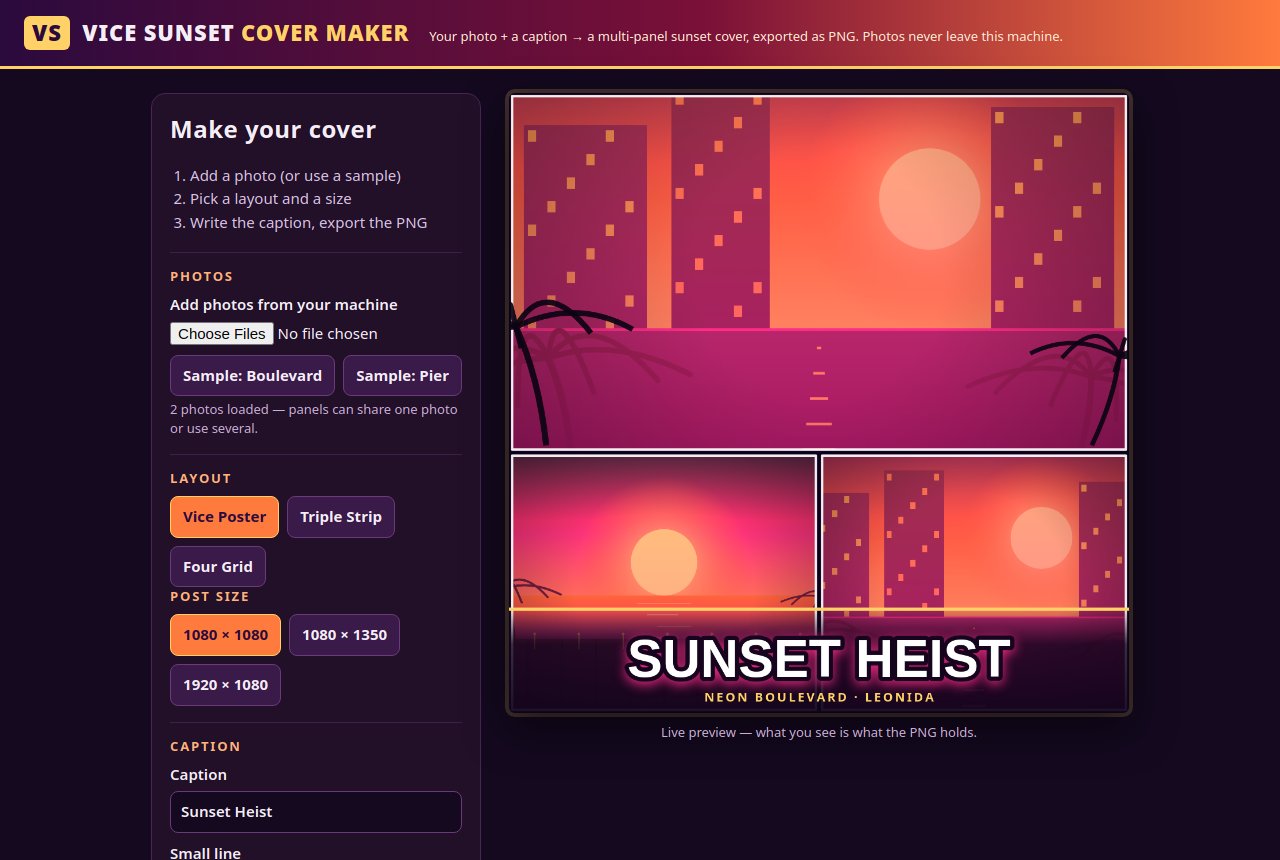 VS VICE SUNSET COVER MAKER Your photo + a caption → a multi-panel sunset cover, exported as PNG. Photos never leave this machine.
Make your cover
1. Add a photo (or use a sample)
2. Pick a layout and a size
3. Write the caption, export the PNG
PHOTOS
Add photos from your machine
Choose Files No file chosen
Sample: Boulevard Sample: Pier
2 photos loaded — panels can share one photo
or use several.
LAYOUT
Vice Poster Triple Strip
Four Grid
POST SIZE
1080 × 1080 1080 × 1350
1920 × 1080
CAPTION
Caption
Sunset Heist
Small line
SUNSET HEIST
NEON BOULEVARD · LEONIDA
Live preview — what you see is what the PNG holds.